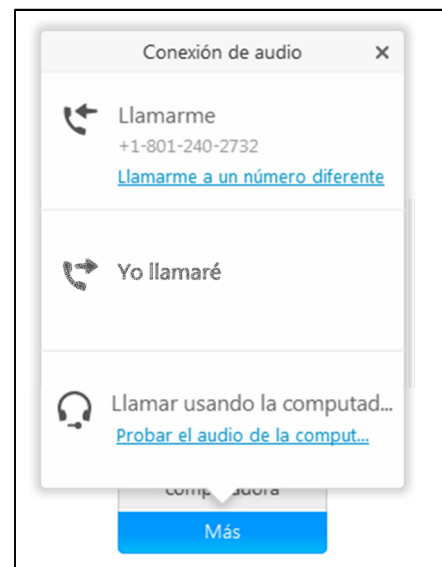 Conexión de audio
Llamarme
+1-801-240-2732
Llamarme a un número diferente
Yo llamaré
Llamar usando la computad...
Probar el audio de la comput...
Más